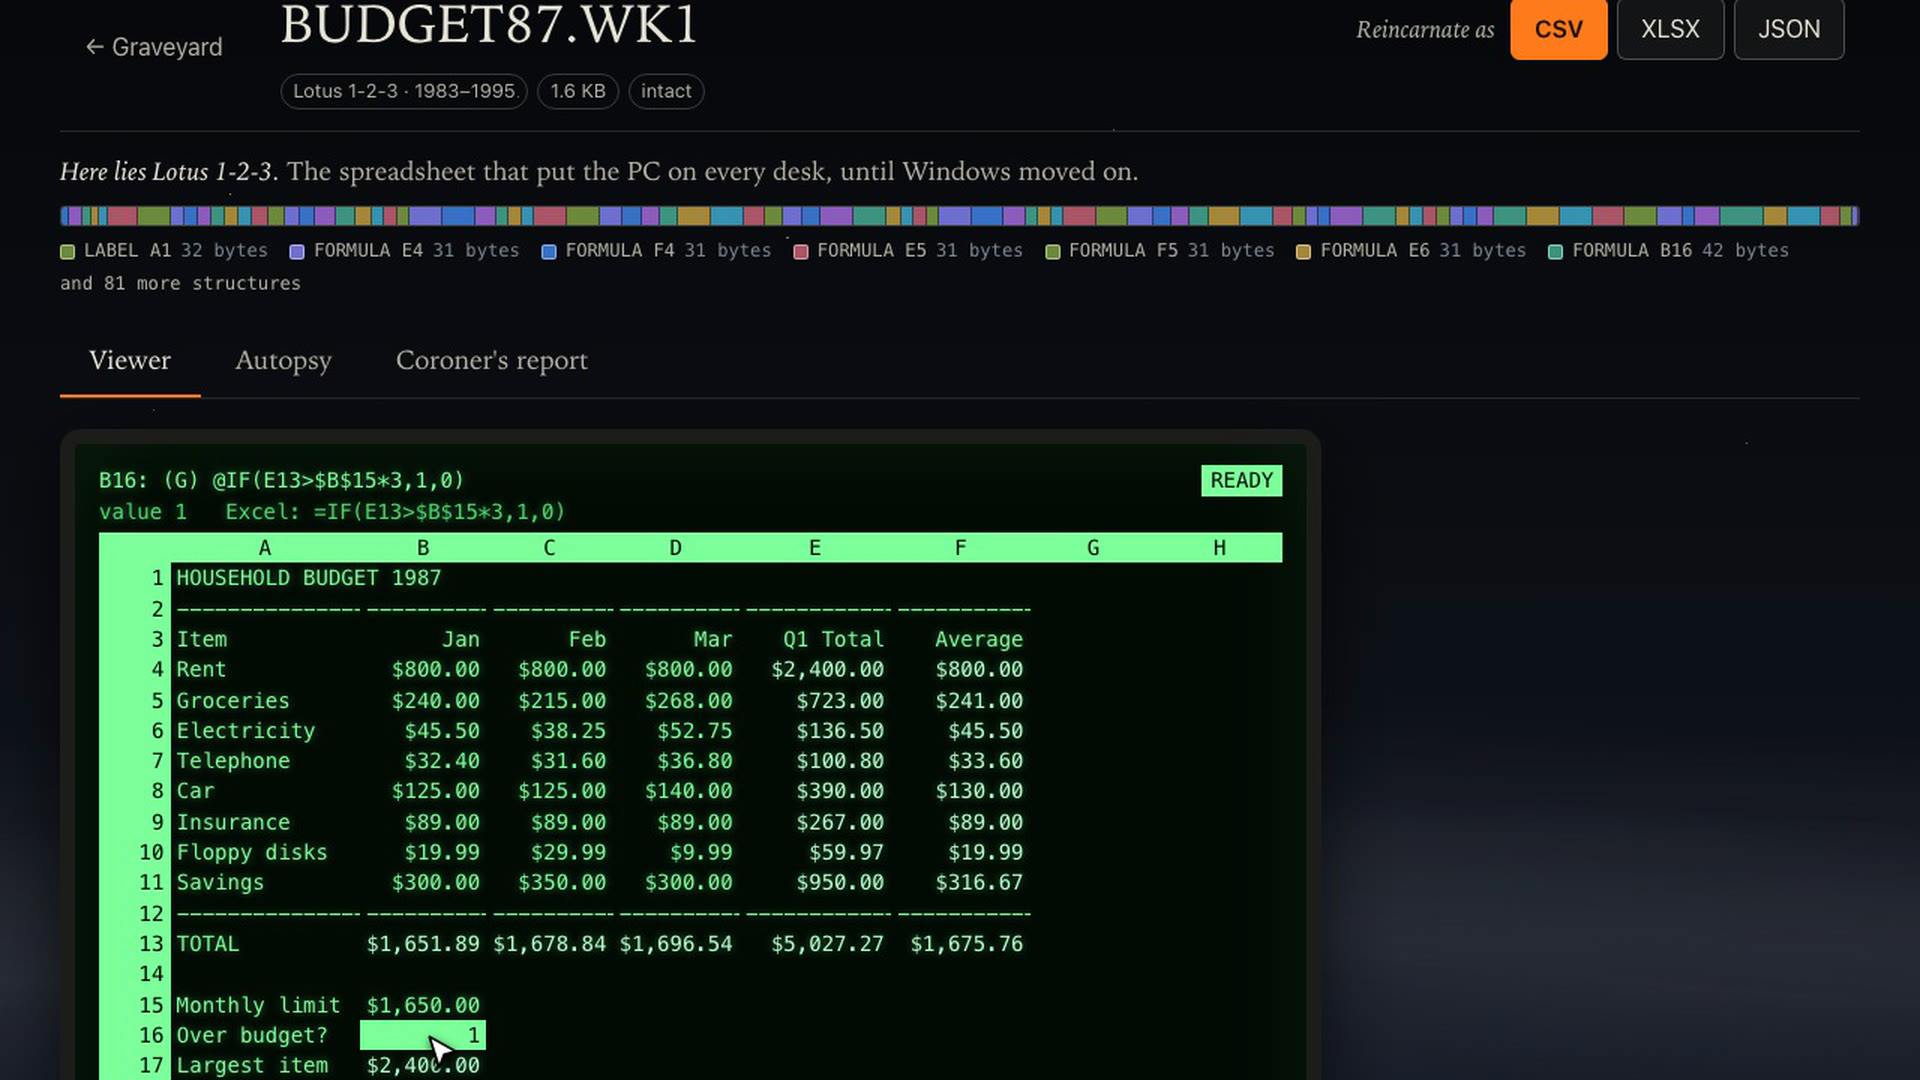 ← Graveyard
BUDGET87.WK1
Reincarnate as CSV XLSX JSON
Lotus 1-2-3 · 1983–1995 1.6 KB intact
Here lies Lotus 1-2-3. The spreadsheet that put the PC on every desk, until Windows moved on.
LABEL A1 32 bytes FORMULA E4 31 bytes FORMULA F4 31 bytes FORMULA E5 31 bytes FORMULA F5 31 bytes FORMULA E6 31 bytes FORMULA B16 42 bytes
and 81 more structures
Viewer Autopsy Coroner's report
B16: (G) @IF(E13>$B$15*3,1,0) READY
value 1 Excel: =IF(E13>$B$15*3,1,0)
A B C D E F G H
1 HOUSEHOLD BUDGET 1987
2 --------------- ---------- ---------- ---------- ------------ -----------
3 Item Jan Feb Mar Q1 Total Average
4 Rent $800.00 $800.00 $800.00 $2,400.00 $800.00
5 Groceries $240.00 $215.00 $268.00 $723.00 $241.00
6 Electricity $45.50 $38.25 $52.75 $136.50 $45.50
7 Telephone $32.40 $31.60 $36.80 $100.80 $33.60
8 Car $125.00 $125.00 $140.00 $390.00 $130.00
9 Insurance $89.00 $89.00 $89.00 $267.00 $89.00
10 Floppy disks $19.99 $29.99 $9.99 $59.97 $19.99
11 Savings $300.00 $350.00 $300.00 $950.00 $316.67
12 --------------- ---------- ---------- ---------- ------------ -----------
13 TOTAL $1,651.89 $1,678.84 $1,696.54 $5,027.27 $1,675.76
14
15 Monthly limit $1,650.00
16 Over budget? 1
17 Largest item $2,400.00